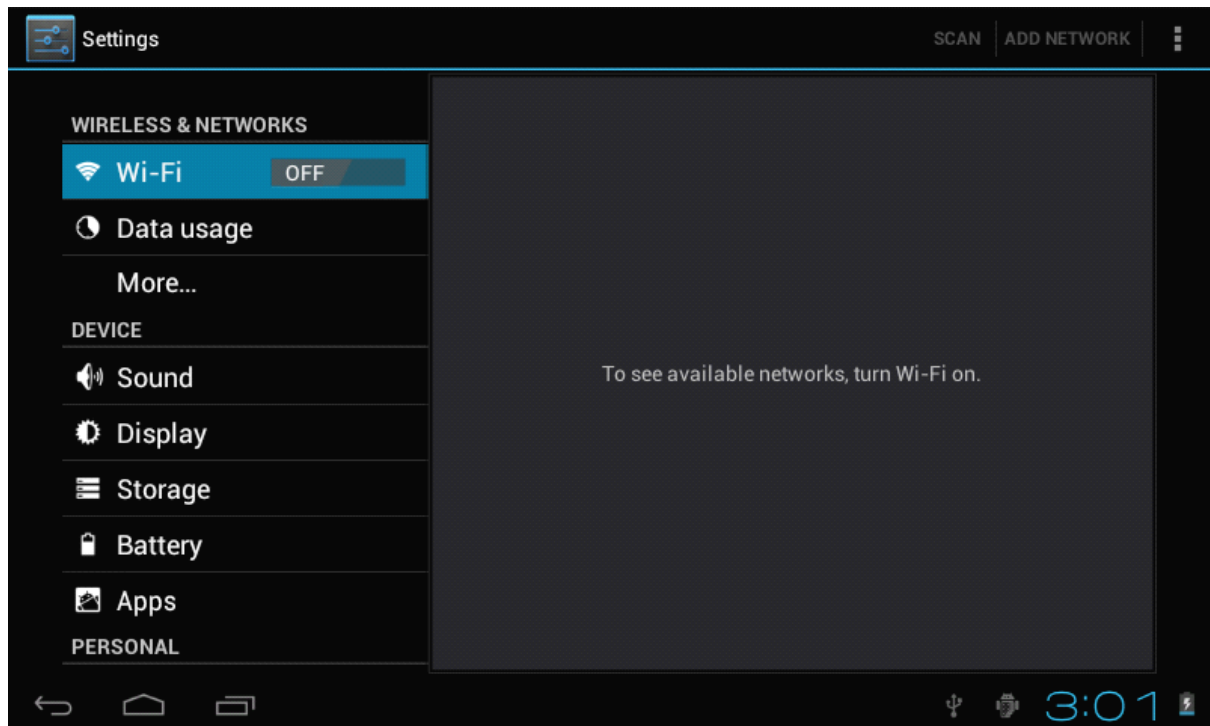 Settings
SCAN
ADD NETWORK
WIRELESS & NETWORKS
Wi-Fi
OFF
Data usage
More...
DEVICE
Sound
Display
Storage
Battery
Apps
PERSONAL
To see available networks, turn Wi-Fi on.
3:01